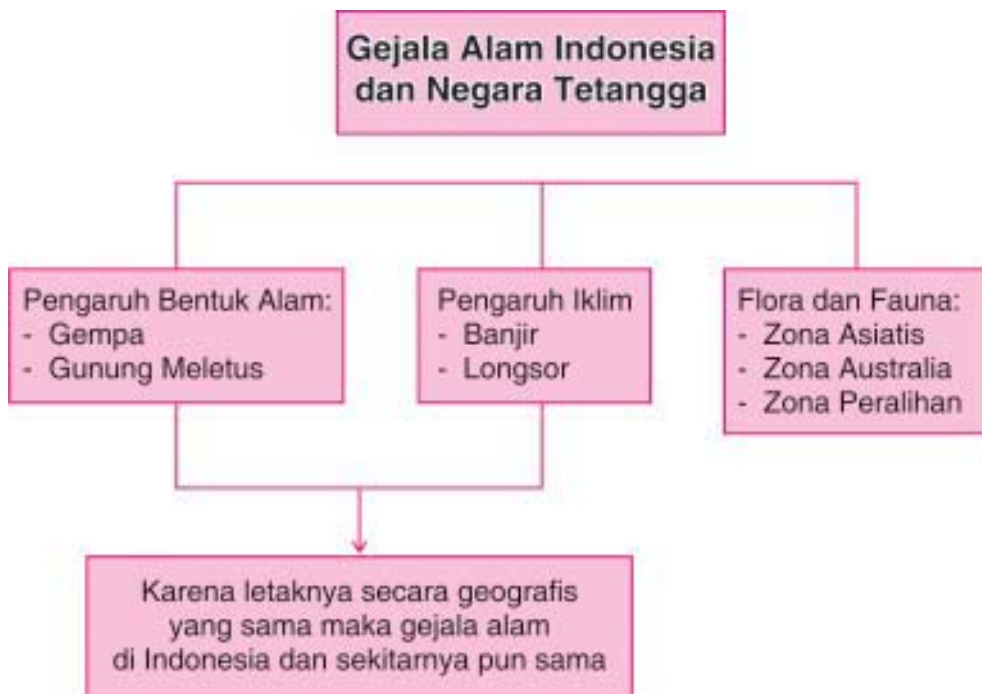 Gejala Alam Indonesia
dan Negara Tetangga
Pengaruh Bentuk Alam:
- Gempa
- Gunung Meletus
Pengaruh Iklim
- Banjir
- Longsor
Flora dan Fauna:
- Zona Asiatis
- Zona Australia
- Zona Peralihan
Karena letaknya secara geografis
yang sama maka gejala alam
di Indonesia dan sekitarnya pun sama